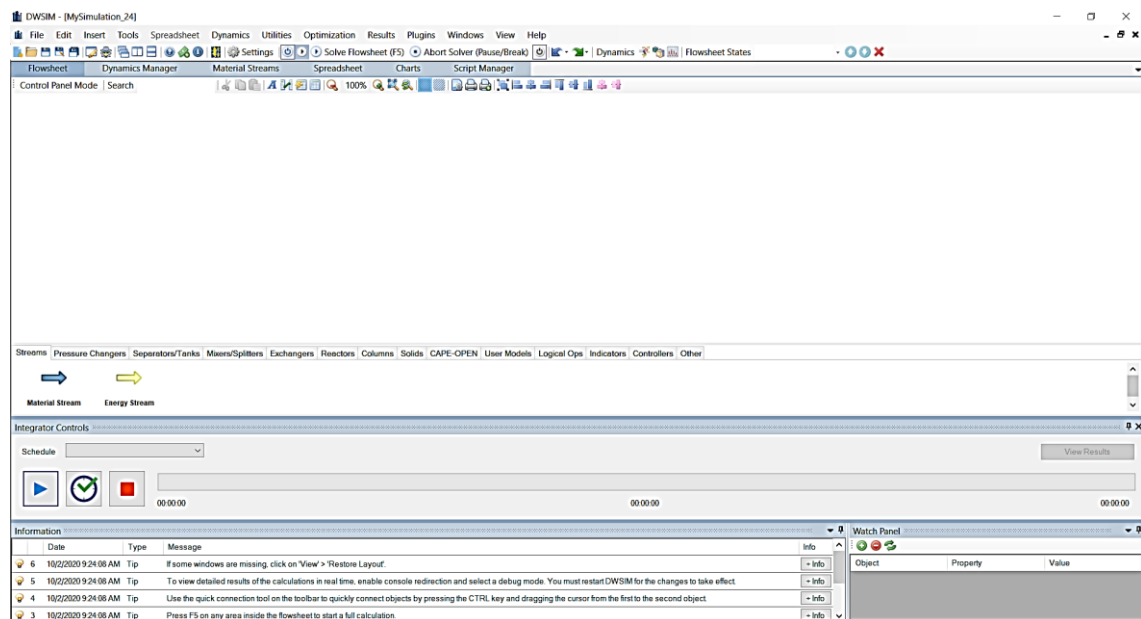 DWSIM - [MySimulation_24]
File Edit Insert Tools Spreadsheet Dynamics Utilities Optimization Results Plugins Windows View Help
Settings Solve Flowsheet (F5) Abort Solver (Pause/Break) Dynamics Flowsheet States
Flowsheet Dynamics Manager Material Streams Spreadsheet Charts Script Manager
Control Panel Mode Search 100%
Streams Pressure Changers Separators/Tanks Mixers/Splitters Exchangers Reactors Columns Solids CAPE-OPEN User Models Logical Ops Indicators Controllers Other
Material Stream Energy Stream
Integrator Controls
Schedule View Results
00:00:00 00:00:00 00:00:00
Information Watch Panel
Date Type Message Info Object Property Value
6 10/2/2020 9:24:08 AM Tip If some windows are missing, click on 'View' > 'Restore Layout'. + Info
5 10/2/2020 9:24:08 AM Tip To view detailed results of the calculations in real time, enable console redirection and select a debug mode. You must restart DWSIM for the changes to take effect. + Info
4 10/2/2020 9:24:08 AM Tip Use the quick connection tool on the toolbar to quickly connect objects by pressing the CTRL key and dragging the cursor from the first to the second object. + Info
3 10/2/2020 9:24:08 AM Tip Press F5 on any area inside the flowsheet to start a full calculation. + Info